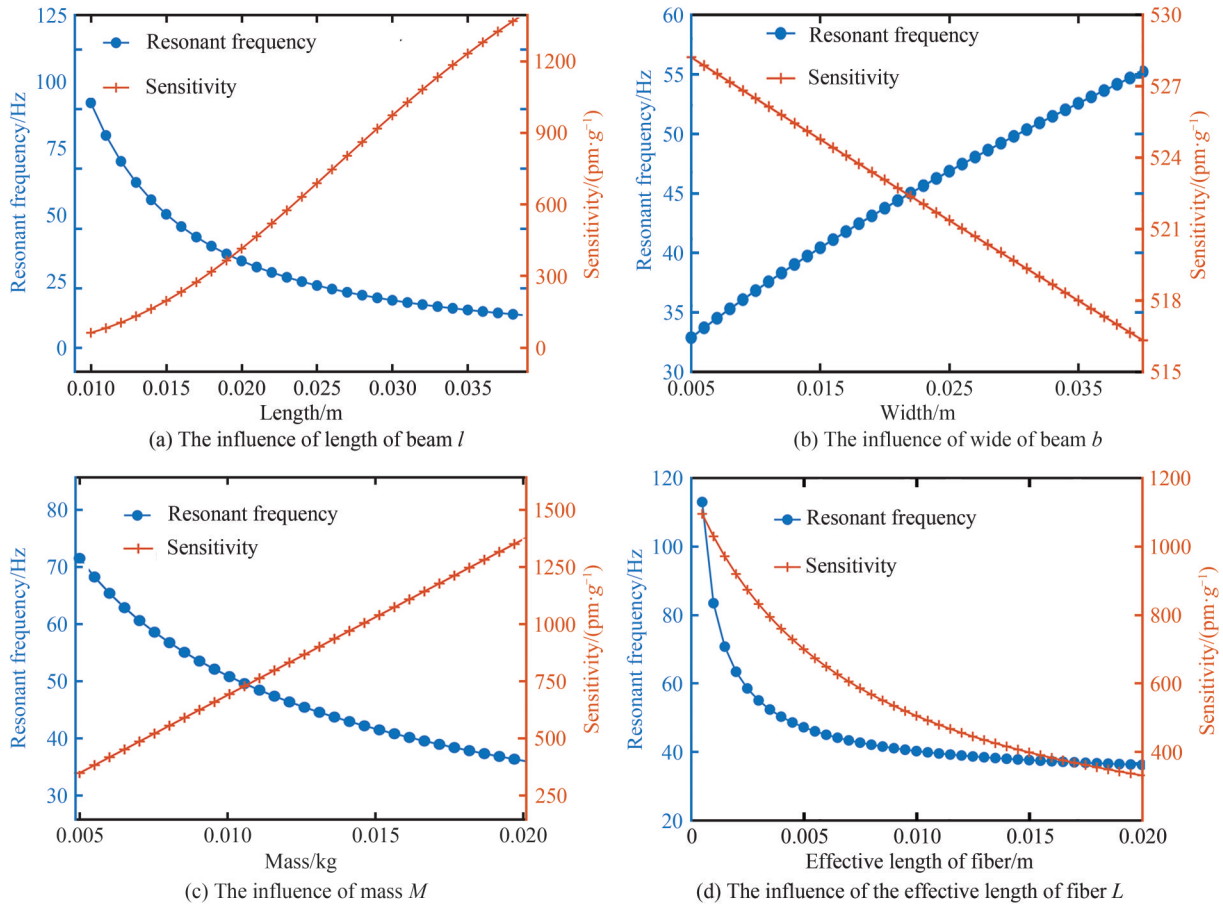 125
100
75
50
25
0
Resonant frequency/Hz
Resonant frequency
Sensitivity
1200
900
600
300
0
Sensitivity/(pm·g⁻¹)
0.010 0.015 0.020 0.025 0.030 0.035
Length/m
(a) The influence of length of beam l
60
55
50
45
40
35
30
Resonant frequency/Hz
Resonant frequency
Sensitivity
530
527
524
521
518
515
Sensitivity/(pm·g⁻¹)
0.005 0.015 0.025 0.035
Width/m
(b) The influence of wide of beam b
80
70
60
50
40
30
Resonant frequency/Hz
Resonant frequency
Sensitivity
1500
1250
1000
750
500
250
Sensitivity/(pm·g⁻¹)
0.005 0.010 0.015 0.020
Mass/kg
(c) The influence of mass M
120
100
80
60
40
20
Resonant frequency/Hz
Resonant frequency
Sensitivity
1200
1000
800
600
400
200
Sensitivity/(pm·g⁻¹)
0 0.005 0.010 0.015 0.020
Effective length of fiber/m
(d) The influence of the effective length of fiber L